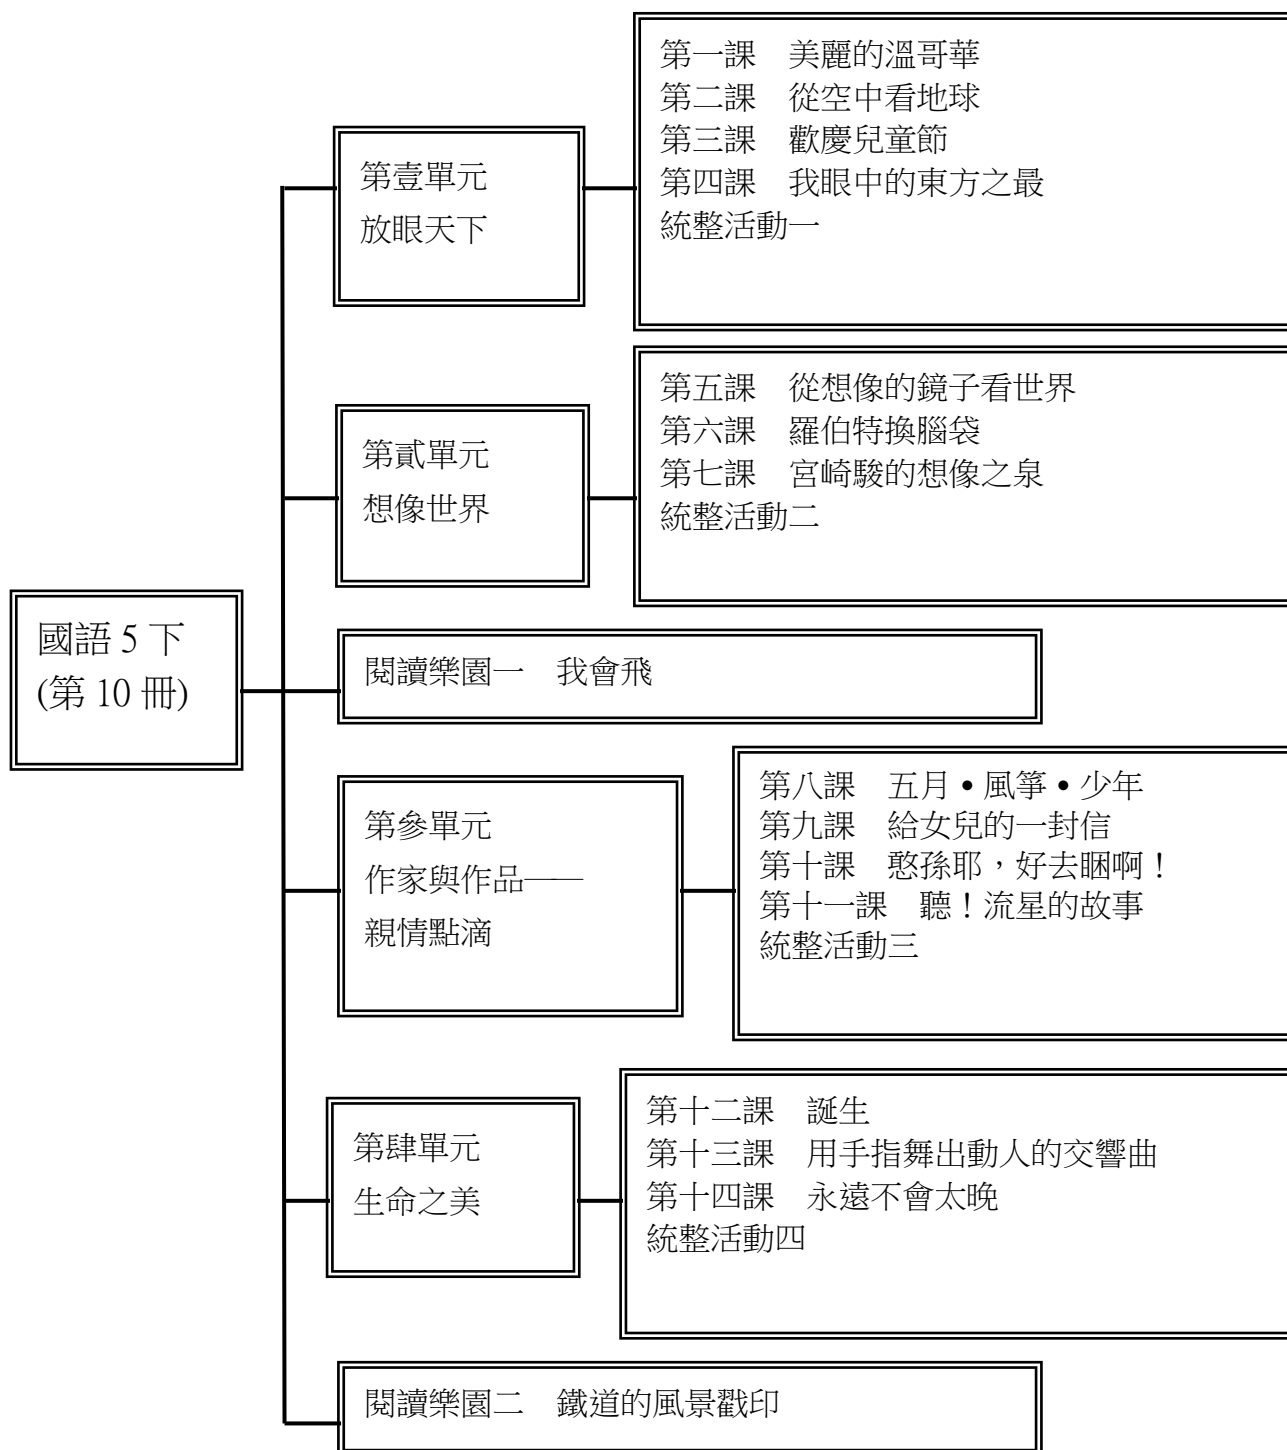 國語 5 下
(第 10 冊)
第壹單元
放眼天下
第一課　美麗的溫哥華
第二課　從空中看地球
第三課　歡慶兒童節
第四課　我眼中的東方之最
統整活動一
第貳單元
想像世界
第五課　從想像的鏡子看世界
第六課　羅伯特換腦袋
第七課　宮崎駿的想像之泉
統整活動二
閱讀樂園一　我會飛
第參單元
作家與作品——
親情點滴
第八課　五月•風箏•少年
第九課　給女兒的一封信
第十課　憨孫耶，好去睏啊！
第十一課　聽！流星的故事
統整活動三
第肆單元
生命之美
第十二課　誕生
第十三課　用手指舞出動人的交響曲
第十四課　永遠不會太晚
統整活動四
閱讀樂園二　鐵道的風景戳印